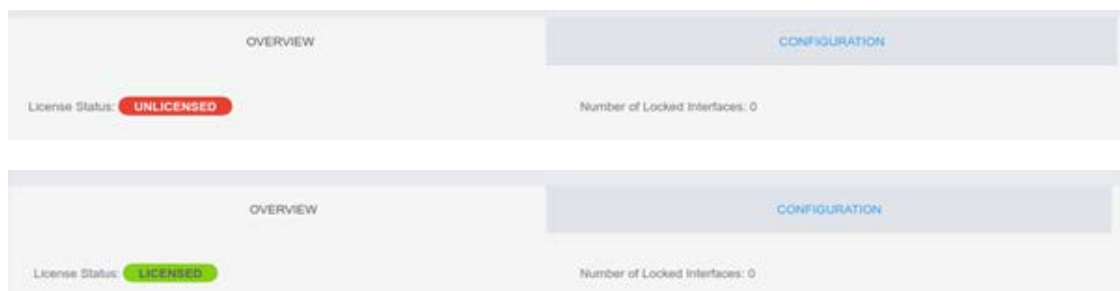 OVERVIEW CONFIGURATION
License Status: UNLICENSED Number of Locked Interfaces: 0
OVERVIEW CONFIGURATION
License Status: LICENSED Number of Locked Interfaces: 0